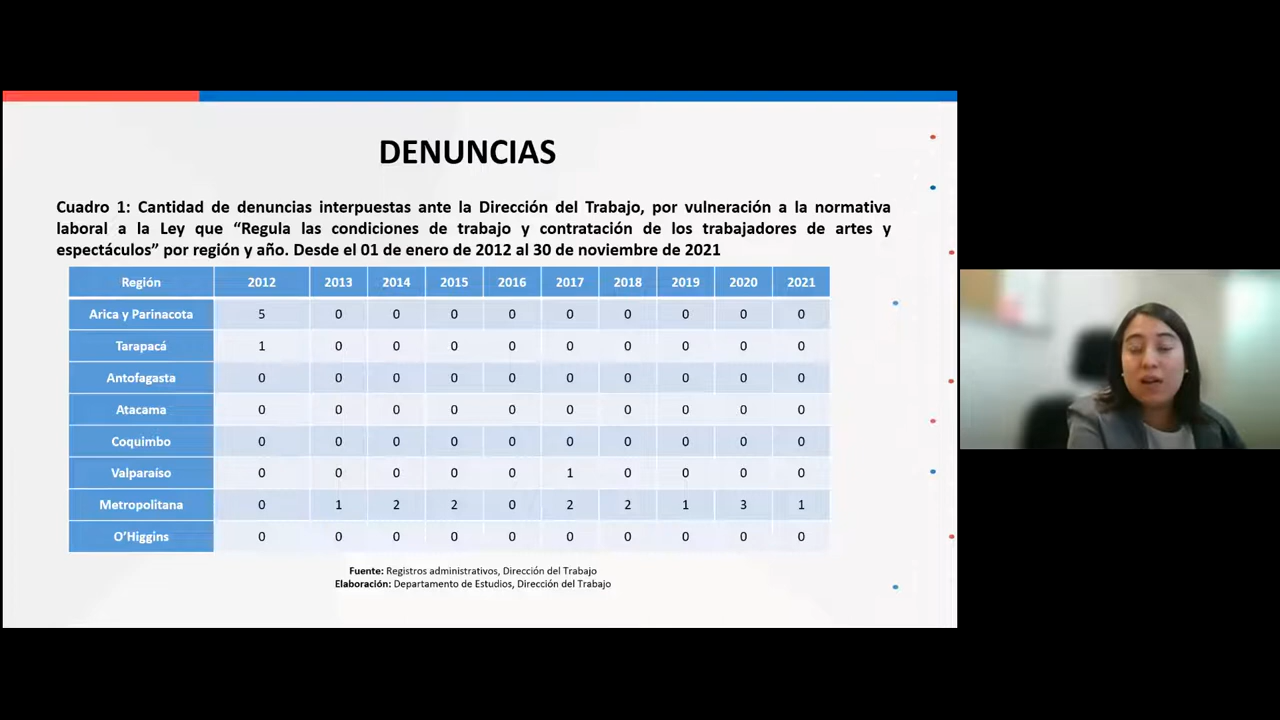 DENUNCIAS
Cuadro 1: Cantidad de denuncias interpuestas ante la Dirección del Trabajo, por vulneración a la normativa
laboral a la Ley que “Regula las condiciones de trabajo y contratación de los trabajadores de artes y
espectáculos” por región y año. Desde el 01 de enero de 2012 al 30 de noviembre de 2021
Región 2012 2013 2014 2015 2016 2017 2018 2019 2020 2021
Arica y Parinacota 5 0 0 0 0 0 0 0 0 0
Tarapacá 1 0 0 0 0 0 0 0 0 0
Antofagasta 0 0 0 0 0 0 0 0 0 0
Atacama 0 0 0 0 0 0 0 0 0 0
Coquimbo 0 0 0 0 0 0 0 0 0 0
Valparaíso 0 0 0 0 0 1 0 0 0 0
Metropolitana 0 1 2 2 0 2 2 1 3 1
O’Higgins 0 0 0 0 0 0 0 0 0 0
Fuente: Registros administrativos, Dirección del Trabajo
Elaboración: Departamento de Estudios, Dirección del Trabajo